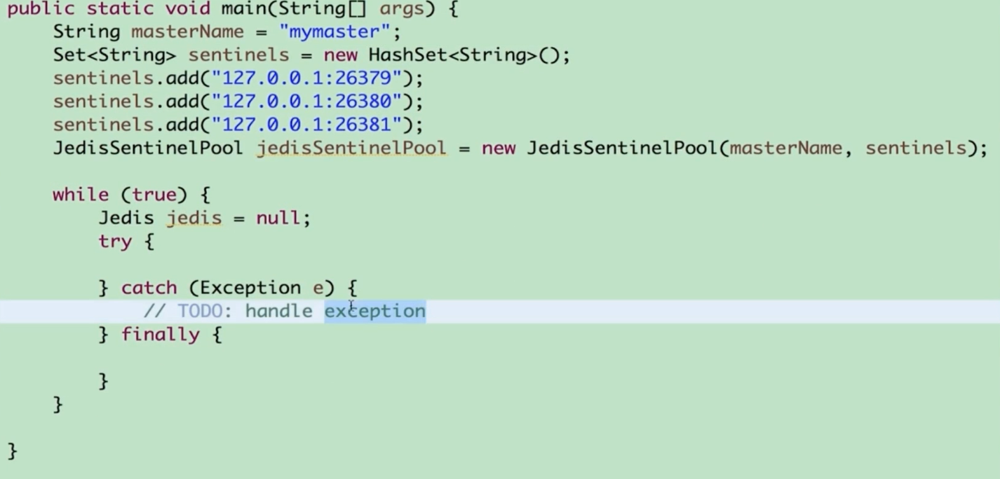 public static void main(String[] args) {
    String masterName = "mymaster";
    Set<String> sentinels = new HashSet<String>();
    sentinels.add("127.0.0.1:26379");
    sentinels.add("127.0.0.1:26380");
    sentinels.add("127.0.0.1:26381");
    JedisSentinelPool jedisSentinelPool = new JedisSentinelPool(masterName, sentinels);
    while (true) {
        Jedis jedis = null;
        try {
        } catch (Exception e) {
            // TODO: handle exception
        } finally {
        }
    }
}